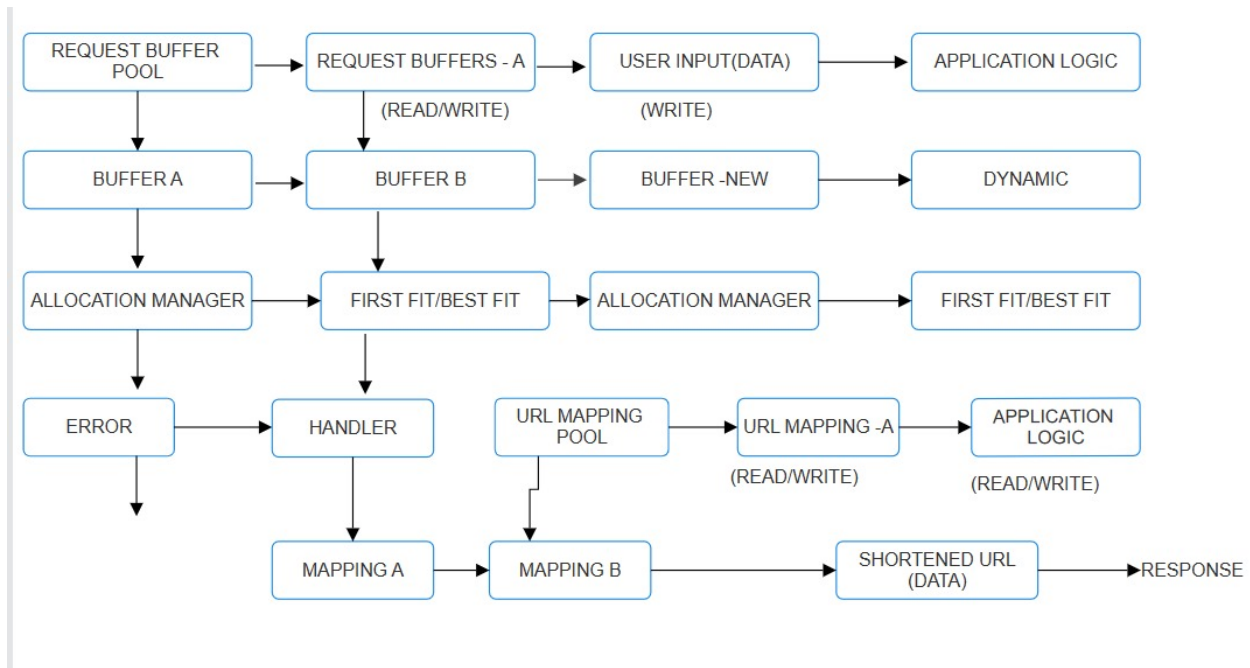 REQUEST BUFFER
POOL
REQUEST BUFFERS - A
USER INPUT(DATA)
APPLICATION LOGIC
(READ/WRITE)
(WRITE)
BUFFER A
BUFFER B
BUFFER -NEW
DYNAMIC
ALLOCATION MANAGER
FIRST FIT/BEST FIT
ALLOCATION MANAGER
FIRST FIT/BEST FIT
ERROR
HANDLER
URL MAPPING
POOL
URL MAPPING -A
APPLICATION
LOGIC
(READ/WRITE)
(READ/WRITE)
MAPPING A
MAPPING B
SHORTENED URL
(DATA)
RESPONSE